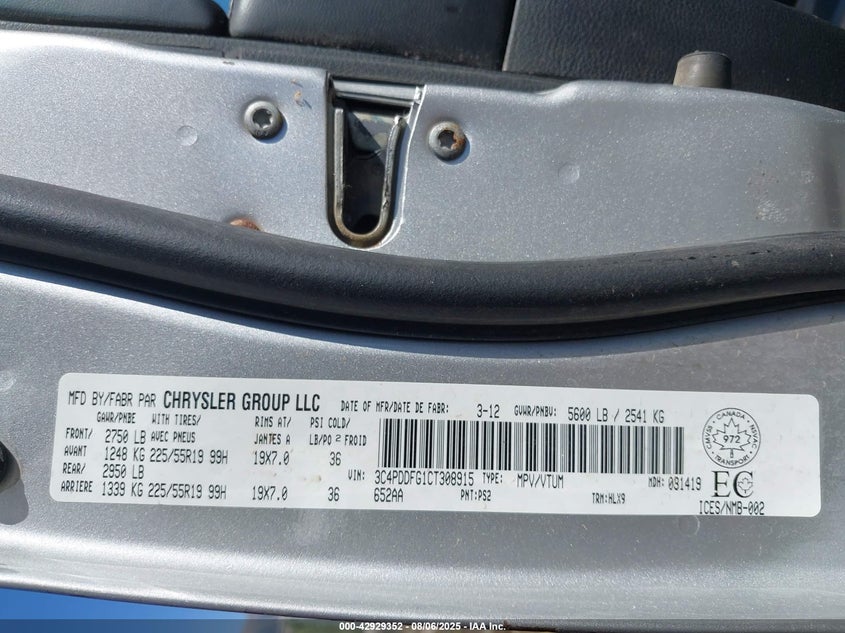 MFD BY/FABR PAR CHRYSLER GROUP LLC DATE OF MFR/DATE DE FABR: 3-12 GVWR/PNBV: 5600 LB / 2541 KG
GAWR/PNBE WITH TIRES/ RIMS AT/ PSI COLD/
FRONT/ 2750 LB AVEC PNEUS JANTES A LB/PO 2 FROID
AVANT 1248 KG 225/55R19 99H 19X7.0 36
REAR/ 2950 LB
ARRIERE 1339 KG 225/55R19 99H 19X7.0 36
VIN: 3C4PDDFG1CT308915 TYPE: MPV/VTUM MDH: 031419
652AA PNT:PS2 TRM:HLX9
CANADA
CMVSS NSVAC
972
TRANSPORT
EC
ICES/NMB-002
000-42929352 - 08/06/2025 - IAA Inc.